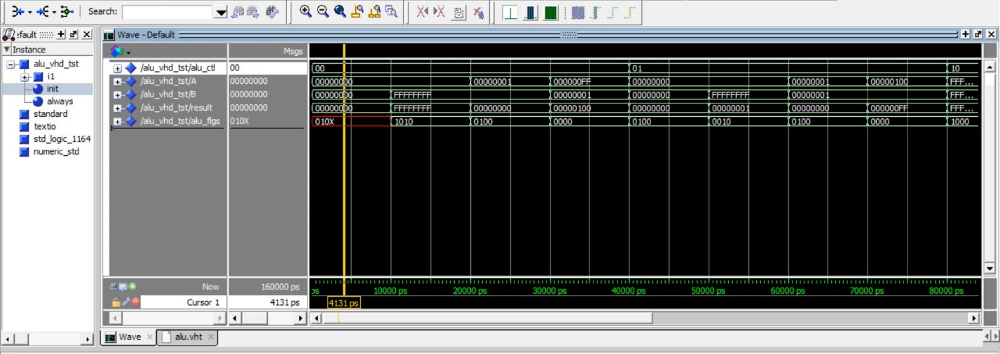 Search:
Wave - Default
Instance
Msgs
alu_vhd_tst
i1
init
always
standard
textio
std_logic_1164
numeric_std
/alu_vhd_tst/alu_ctl 00 00 01 10
/alu_vhd_tst/A 00000000 00000000 00000001 000000FF 00000000 00000001 00000100 FFF...
/alu_vhd_tst/B 00000000 00000000 FFFFFFFF 00000001 00000000 FFFFFFFF 00000001 FFF...
/alu_vhd_tst/result 00000000 00000000 FFFFFFFF 00000000 00000100 00000000 00000001 00000000 000000FF FFF...
/alu_vhd_tst/alu_flgs 010X 010X 1010 0100 0000 0100 0010 0100 0000 1000
Now 160000 ps ps 10000 ps 20000 ps 30000 ps 40000 ps 50000 ps 60000 ps 70000 ps 80000 ps
Cursor 1 4131 ps 4131 ps
Wave alu.vht